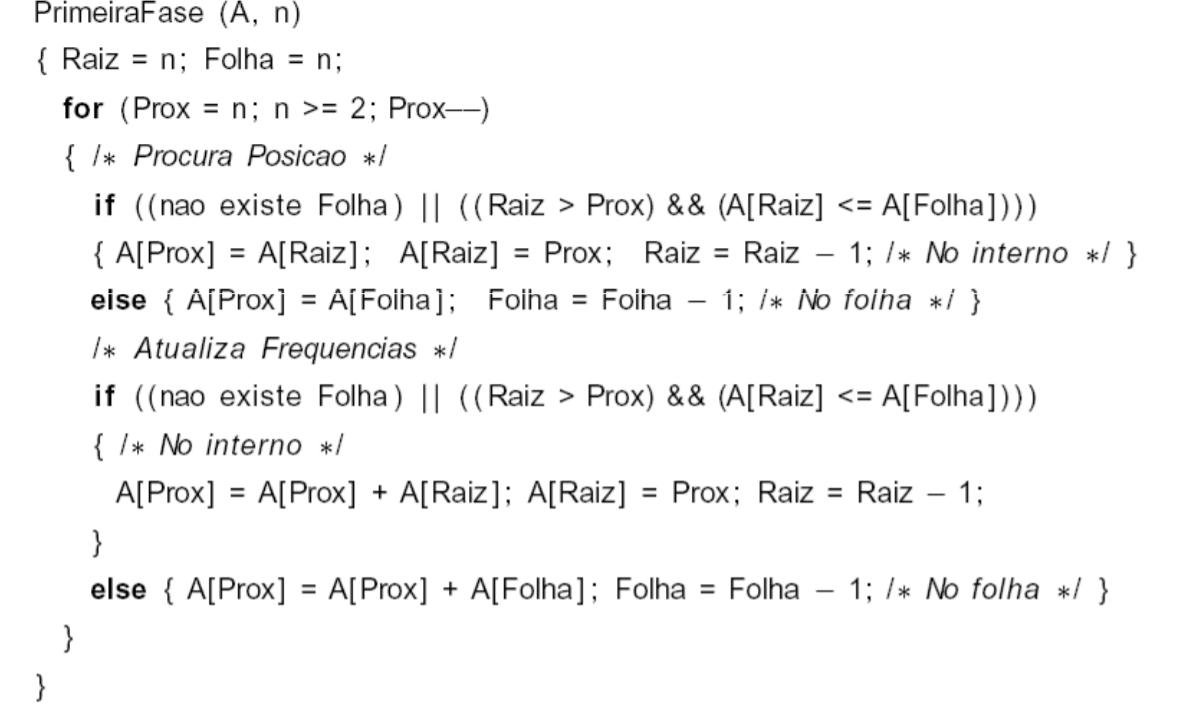 PrimeiraFase (A, n)
{ Raiz = n; Folha = n;
for (Prox = n; n >= 2; Prox−−)
{ /* Procura Posicao */
if ((nao existe Folha) || ((Raiz > Prox) && (A[Raiz] <= A[Folha])))
{ A[Prox] = A[Raiz]; A[Raiz] = Prox; Raiz = Raiz − 1; /* No interno */ }
else { A[Prox] = A[Folha]; Folha = Folha − 1; /* No folha */ }
/* Atualiza Frequencias */
if ((nao existe Folha) || ((Raiz > Prox) && (A[Raiz] <= A[Folha])))
{ /* No interno */
A[Prox] = A[Prox] + A[Raiz]; A[Raiz] = Prox; Raiz = Raiz − 1;
}
else { A[Prox] = A[Prox] + A[Folha]; Folha = Folha − 1; /* No folha */ }
}
}